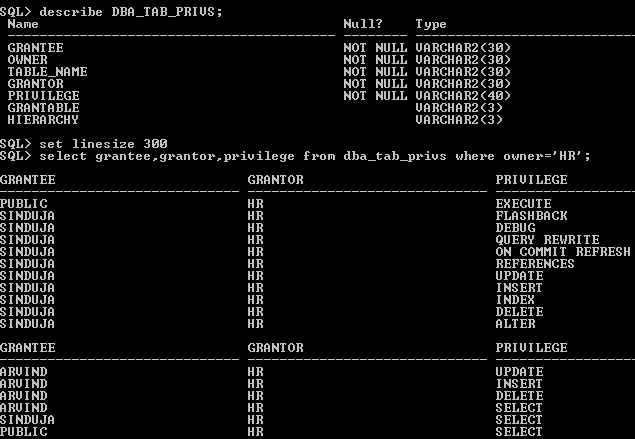 SQL> describe DBA_TAB_PRIVS;
Name Null? Type
GRANTEE NOT NULL VARCHAR2(30)
OWNER NOT NULL VARCHAR2(30)
TABLE_NAME NOT NULL VARCHAR2(30)
GRANTOR NOT NULL VARCHAR2(30)
PRIVILEGE NOT NULL VARCHAR2(40)
GRANTABLE VARCHAR2(3)
HIERARCHY VARCHAR2(3)
SQL> set linesize 300
SQL> select grantee,grantor,privilege from dba_tab_privs where owner='HR';
GRANTEE GRANTOR PRIVILEGE
PUBLIC HR EXECUTE
SINDUJA HR FLASHBACK
SINDUJA HR DEBUG
SINDUJA HR QUERY REWRITE
SINDUJA HR ON COMMIT REFRESH
SINDUJA HR REFERENCES
SINDUJA HR UPDATE
SINDUJA HR INSERT
SINDUJA HR INDEX
SINDUJA HR DELETE
SINDUJA HR ALTER
GRANTEE GRANTOR PRIVILEGE
ARVIND HR UPDATE
ARVIND HR INSERT
ARVIND HR DELETE
ARVIND HR SELECT
SINDUJA HR SELECT
PUBLIC HR SELECT